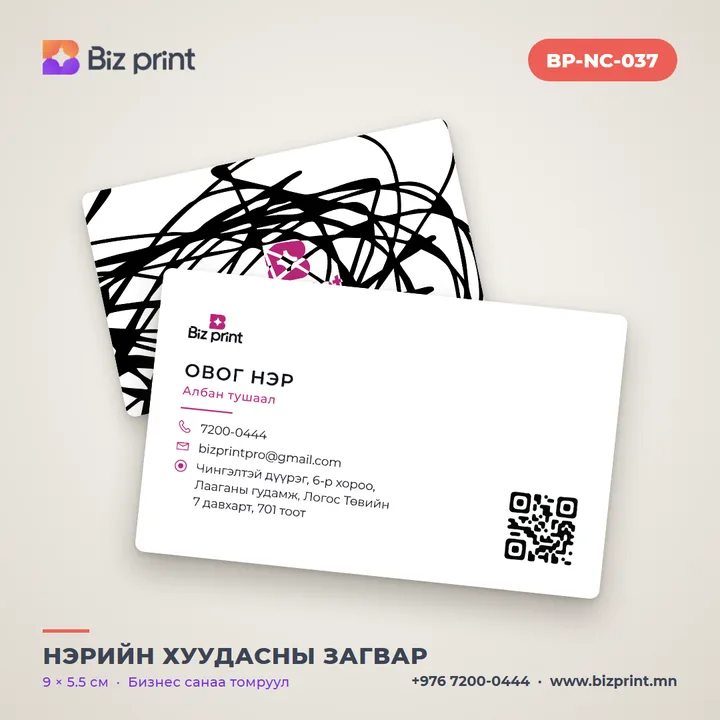 Biz print
BP-NC-037
Biz print
ОВОГ НЭР
Албан тушаал
7200-0444
bizprintpro@gmail.com
Чингэлтэй дүүрэг, 6-р хороо,
Лааганы гудамж, Логос Төвийн
7 давхарт, 701 тоот
НЭРИЙН ХУУДАСНЫ ЗАГВАР
9 × 5.5 см · Бизнес санаа томруул
+976 7200-0444 · www.bizprint.mn